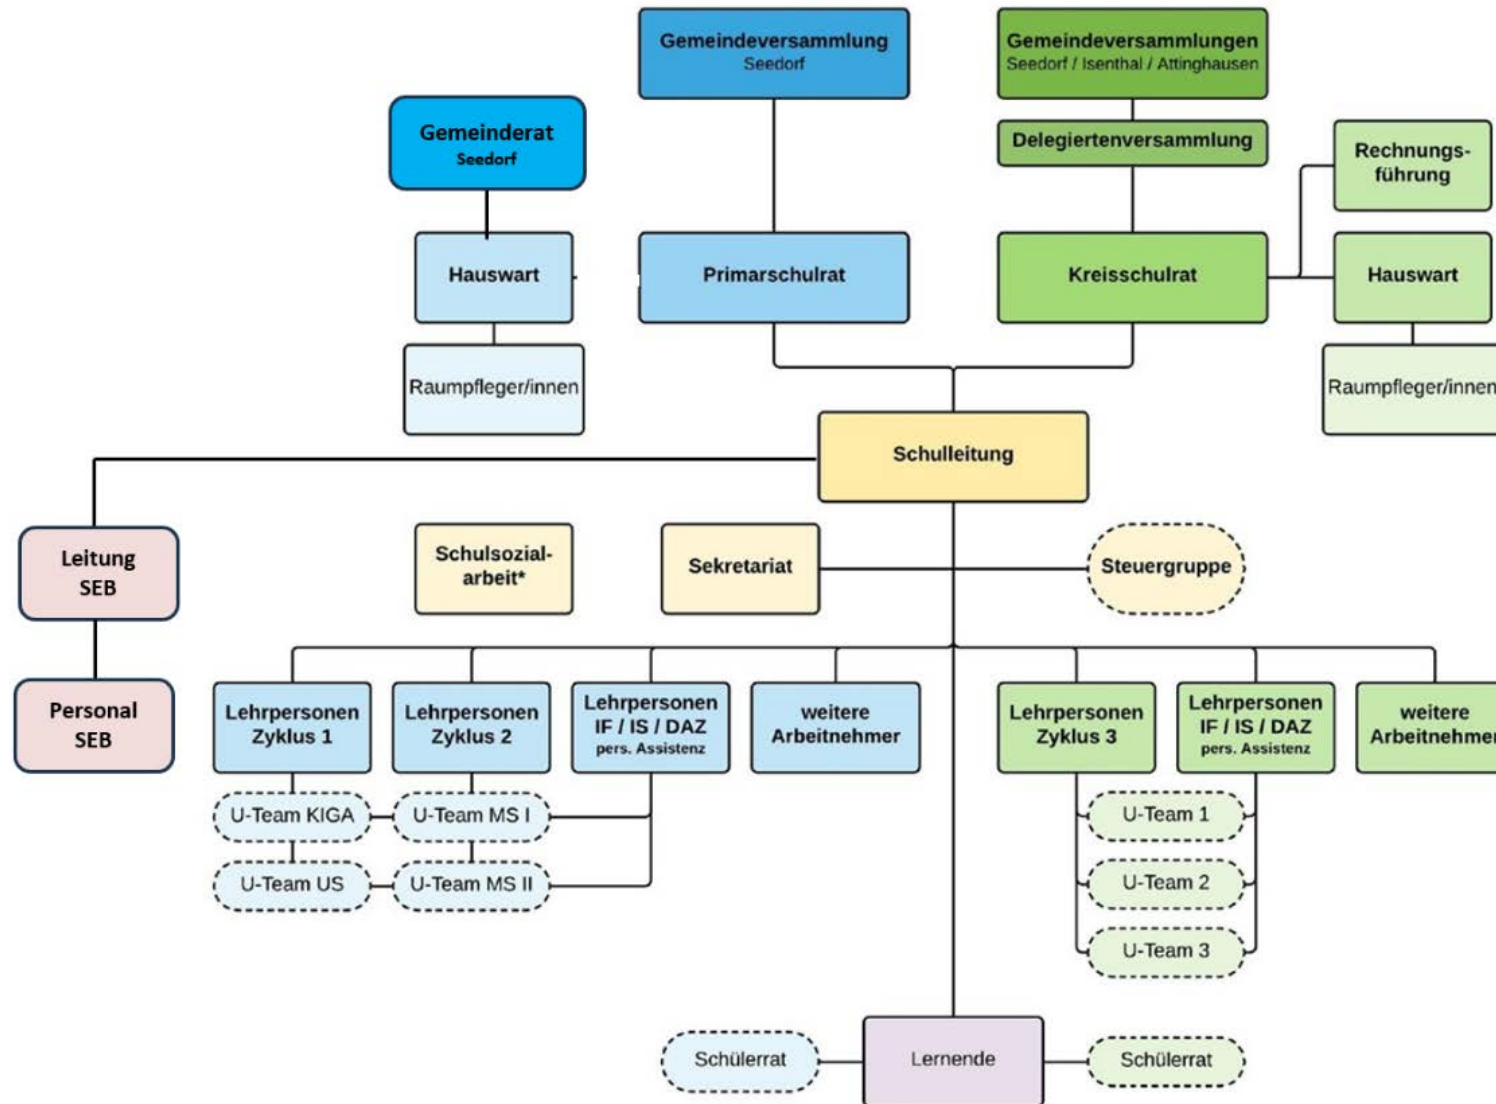 Gemeindeversammlung
Seedorf
Gemeindeversammlungen
Seedorf / Isenthal / Attinghausen
Gemeinderat
Seedorf
Delegiertenversammlung
Rechnungs-
führung
Hauswart
Primarschulrat
Kreisschulrat
Hauswart
Raumpfleger/innen
Raumpfleger/innen
Schulleitung
Leitung
SEB
Schulsozial-
arbeit*
Sekretariat
Steuergruppe
Personal
SEB
Lehrpersonen
Zyklus 1
Lehrpersonen
Zyklus 2
Lehrpersonen
IF / IS / DAZ
pers. Assistenz
weitere
Arbeitnehmer
Lehrpersonen
Zyklus 3
Lehrpersonen
IF / IS / DAZ
pers. Assistenz
weitere
Arbeitnehmer
U-Team KIGA
U-Team MS I
U-Team 1
U-Team US
U-Team MS II
U-Team 2
U-Team 3
Schülerrat
Lernende
Schülerrat